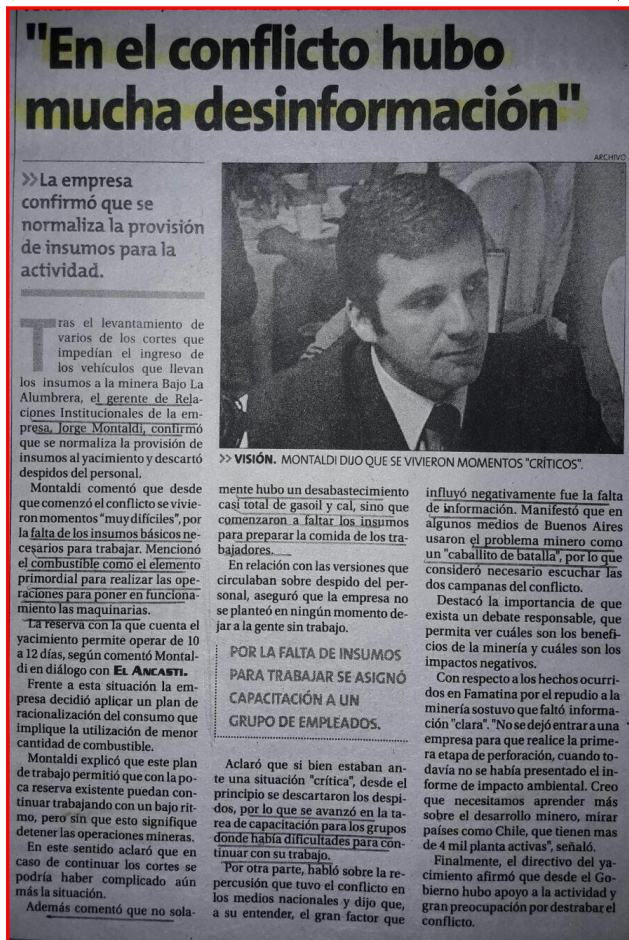 "En el conflicto hubo
mucha desinformación"
ARCHIVO
>>La empresa
confirmó que se
normaliza la provisión
de insumos para la
actividad.
Tras el levantamiento de
varios de los cortes que
impedían el ingreso de
los vehículos que llevan
los insumos a la minera Bajo La
Alumbrera, el gerente de Rela-
ciones Institucionales de la em-
presa, Jorge Montaldi, confirmó
que se normaliza la provisión de
insumos al yacimiento y descartó
despidos del personal.
Montaldi comentó que desde
que comenzó el conflicto se vivie-
ron momentos "muy difíciles", por
la falta de los insumos básicos ne-
cesarios para trabajar. Mencionó
el combustible como el elemento
primordial para realizar las ope-
raciones para poner en funciona-
miento las maquinarias.
La reserva con la que cuenta el
yacimiento permite operar de 10
a 12 días, según comentó Montal-
di en diálogo con EL ANCASTI.
Frente a esta situación la em-
presa decidió aplicar un plan de
racionalización del consumo que
implique la utilización de menor
cantidad de combustible.
Montaldi explicó que este plan
de trabajo permitió que con la po-
ca reserva existente puedan con-
tinuar trabajando con un bajo rit-
mo, pero sin que esto signifique
detener las operaciones mineras.
En este sentido aclaró que en
caso de continuar los cortes se
podría haber complicado aún
más la situación.
Además comentó que no sola-
>> VISIÓN. MONTALDI DIJO QUE SE VIVIERON MOMENTOS "CRÍTICOS".
mente hubo un desabastecimiento
casi total de gasoil y cal, sino que
comenzaron a faltar los insumos
para preparar la comida de los tra-
bajadores.
En relación con las versiones que
circulaban sobre despido del per-
sonal, aseguró que la empresa no
se planteó en ningún momento de-
jar a la gente sin trabajo.
POR LA FALTA DE INSUMOS
PARA TRABAJAR SE ASIGNÓ
CAPACITACIÓN A UN
GRUPO DE EMPLEADOS.
Aclaró que si bien estaban an-
te una situación "crítica", desde el
principio se descartaron los despi-
dos, por lo que se avanzó en la ta-
rea de capacitación para los grupos
donde había dificultades para con-
tinuar con su trabajo.
Por otra parte, habló sobre la re-
percusión que tuvo el conflicto en
los medios nacionales y dijo que,
a su entender, el gran factor que
influyó negativamente fue la falta
de información. Manifestó que en
algunos medios de Buenos Aires
usaron el problema minero como
un "caballito de batalla", por lo que
consideró necesario escuchar las
dos campanas del conflicto.
Destacó la importancia de que
exista un debate responsable, que
permita ver cuáles son los benefi-
cios de la minería y cuáles son los
impactos negativos.
Con respecto a los hechos ocurri-
dos en Famatina por el repudio a la
minería sostuvo que faltó informa-
ción "clara". "No se dejó entrar a una
empresa para que realice la prime-
ra etapa de perforación, cuando to-
davía no se había presentado el in-
forme de impacto ambiental. Creo
que necesitamos aprender más
sobre el desarrollo minero, mirar
países como Chile, que tienen mas
de 4 mil planta activas", señaló.
Finalmente, el directivo del ya-
cimiento afirmó que desde el Go-
bierno hubo apoyo a la actividad y
gran preocupación por destrabar el
conflicto.